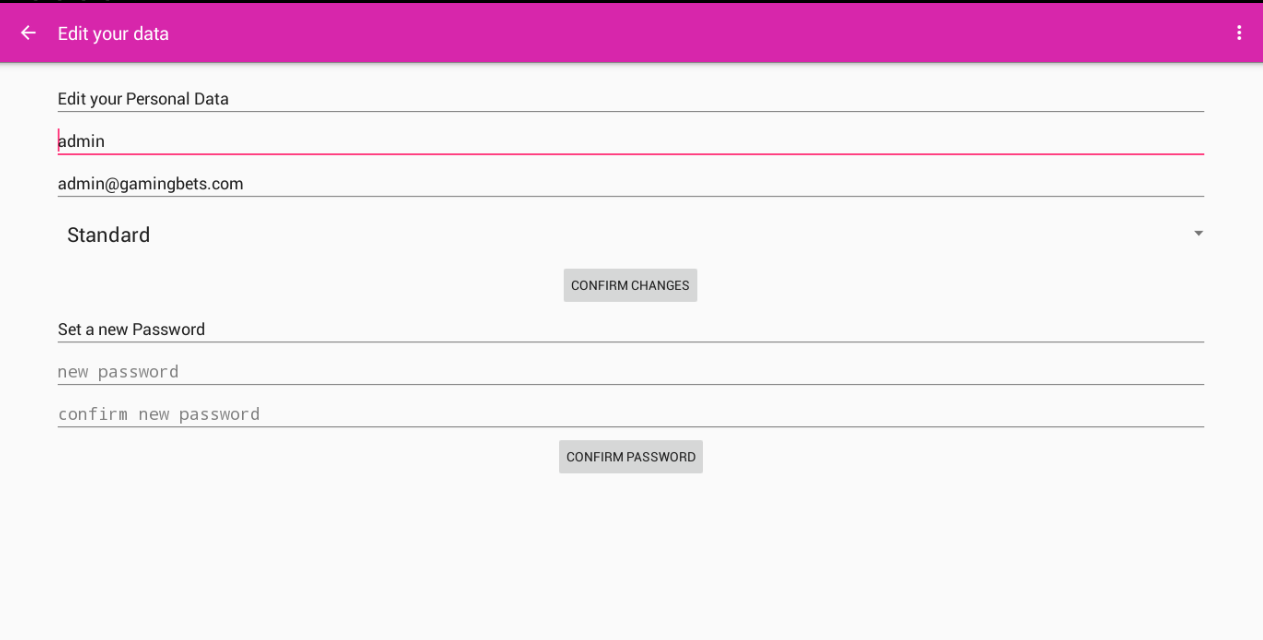 Edit your data
Edit your Personal Data
admin
admin@gamingbets.com
Standard
CONFIRM CHANGES
Set a new Password
new password
confirm new password
CONFIRM PASSWORD